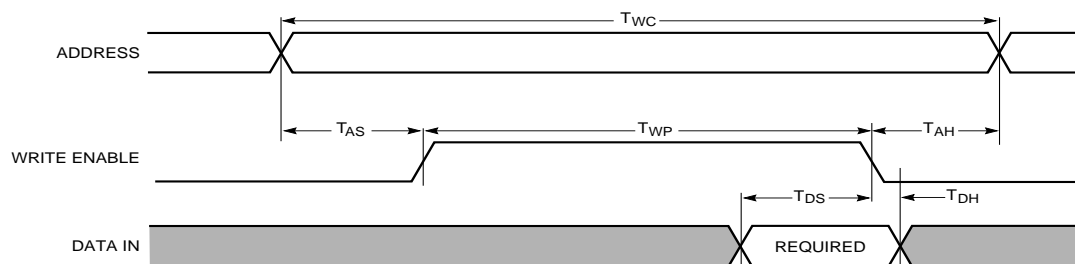 TWC
ADDRESS
TAS
TWP
TAH
WRITE ENABLE
TDS
TDH
DATA IN
REQUIRED